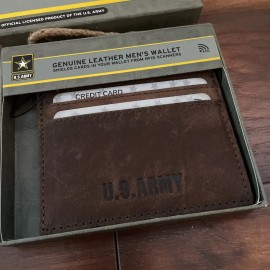 OFFICIAL LICENSED PRODUCT OF THE U.S. ARMY
U.S. ARMY
GENUINE LEATHER MEN'S WALLET
SHIELDS CARDS IN YOUR WALLET FROM RFID SCANNERS
CREDIT CARD
U.S. ARMY